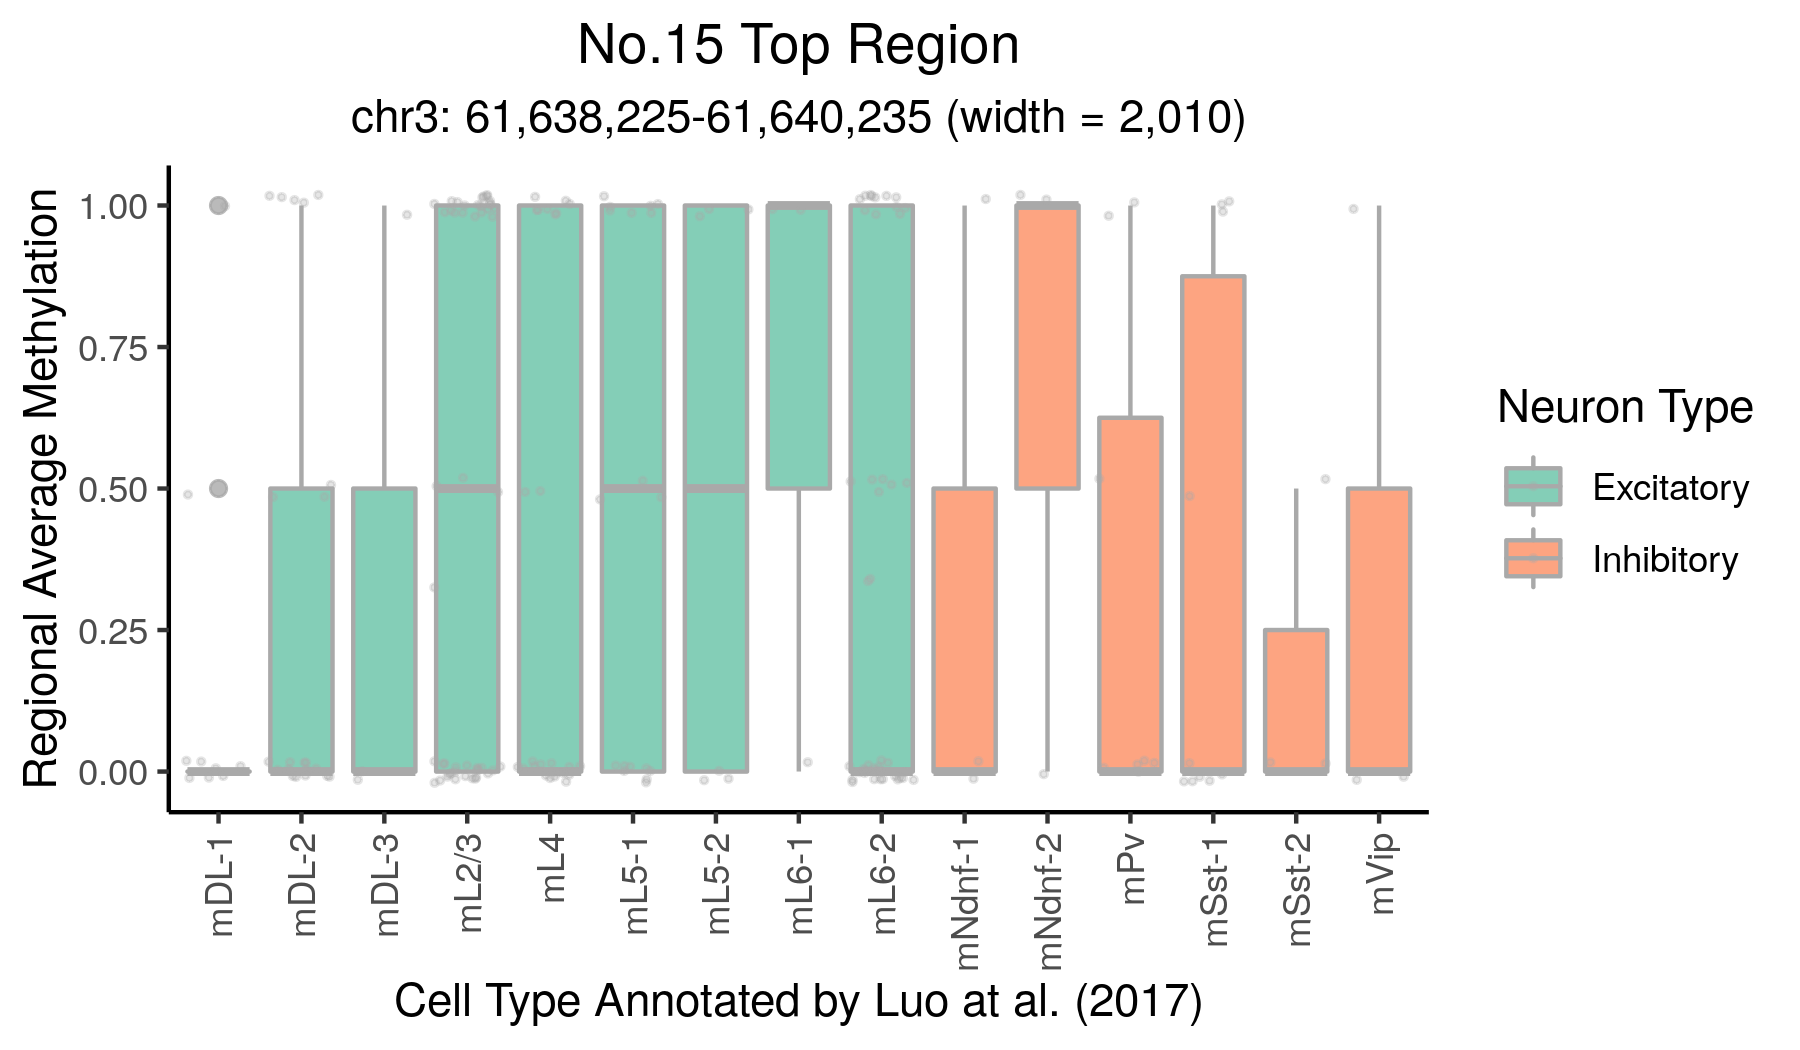 No.15 Top Region
chr3: 61,638,225-61,640,235 (width = 2,010)
Regional Average Methylation
1.00
0.75
0.50
0.25
0.00
mDL-1
mDL-2
mDL-3
mL2/3
mL4
mL5-1
mL5-2
mL6-1
mL6-2
mNdnf-1
mNdnf-2
mPv
mSst-1
mSst-2
mVip
Cell Type Annotated by Luo at al. (2017)
Neuron Type
Excitatory
Inhibitory